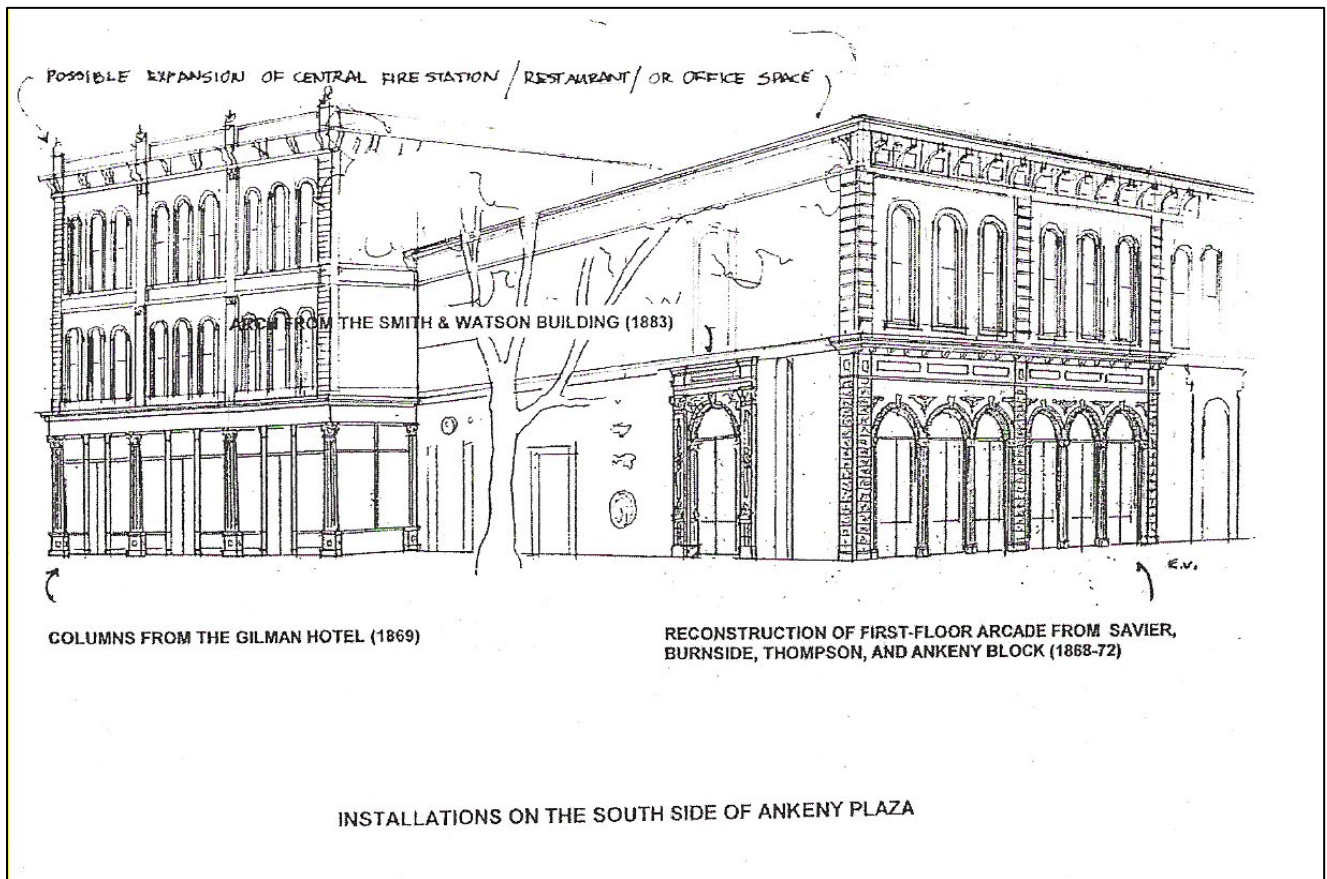 POSSIBLE EXPANSION OF CENTRAL FIRE STATION / RESTAURANT / OR OFFICE SPACE
ARCH FROM THE SMITH & WATSON BUILDING (1883)
E.V.
COLUMNS FROM THE GILMAN HOTEL (1869)
RECONSTRUCTION OF FIRST-FLOOR ARCADE FROM SAVIER,
BURNSIDE, THOMPSON, AND ANKENY BLOCK (1868-72)
INSTALLATIONS ON THE SOUTH SIDE OF ANKENY PLAZA